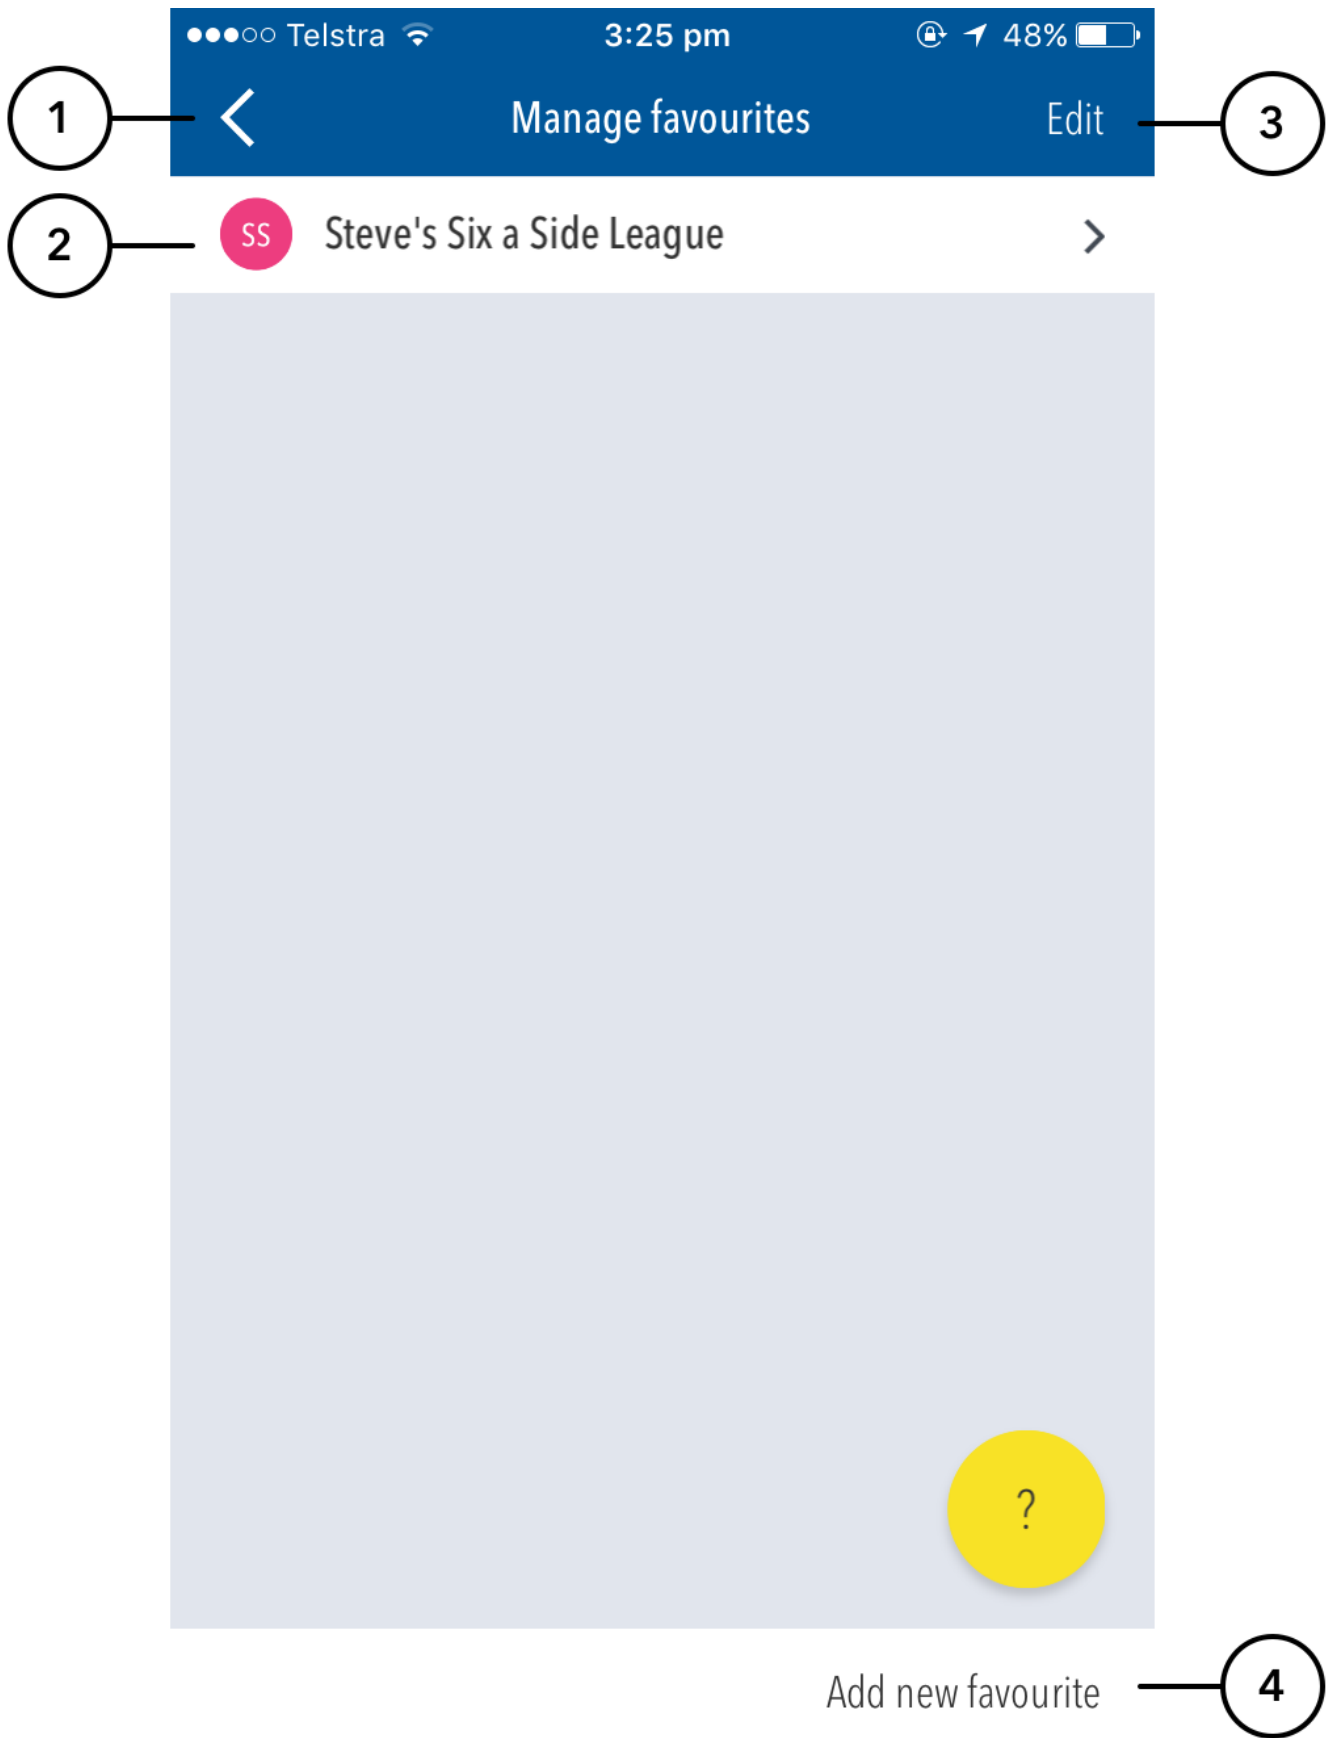 Telstra 3:25 pm 48%
1 Manage favourites Edit 3
2 SS Steve's Six a Side League
?
Add new favourite 4